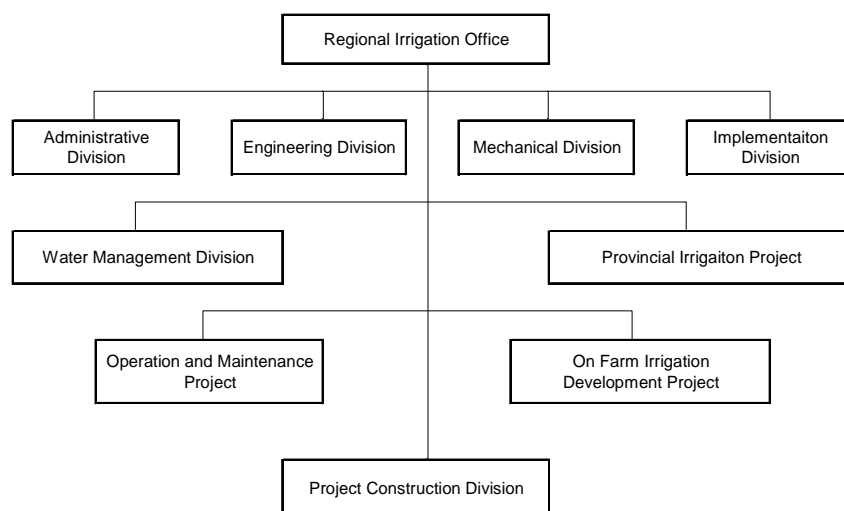 Regional Irrigation Office
Administrative
Division
Engineering Division
Mechanical Division
Implementaiton
Division
Water Management Division
Provincial Irrigaiton Project
Operation and Maintenance
Project
On Farm Irrigation
Development Project
Project Construction Division